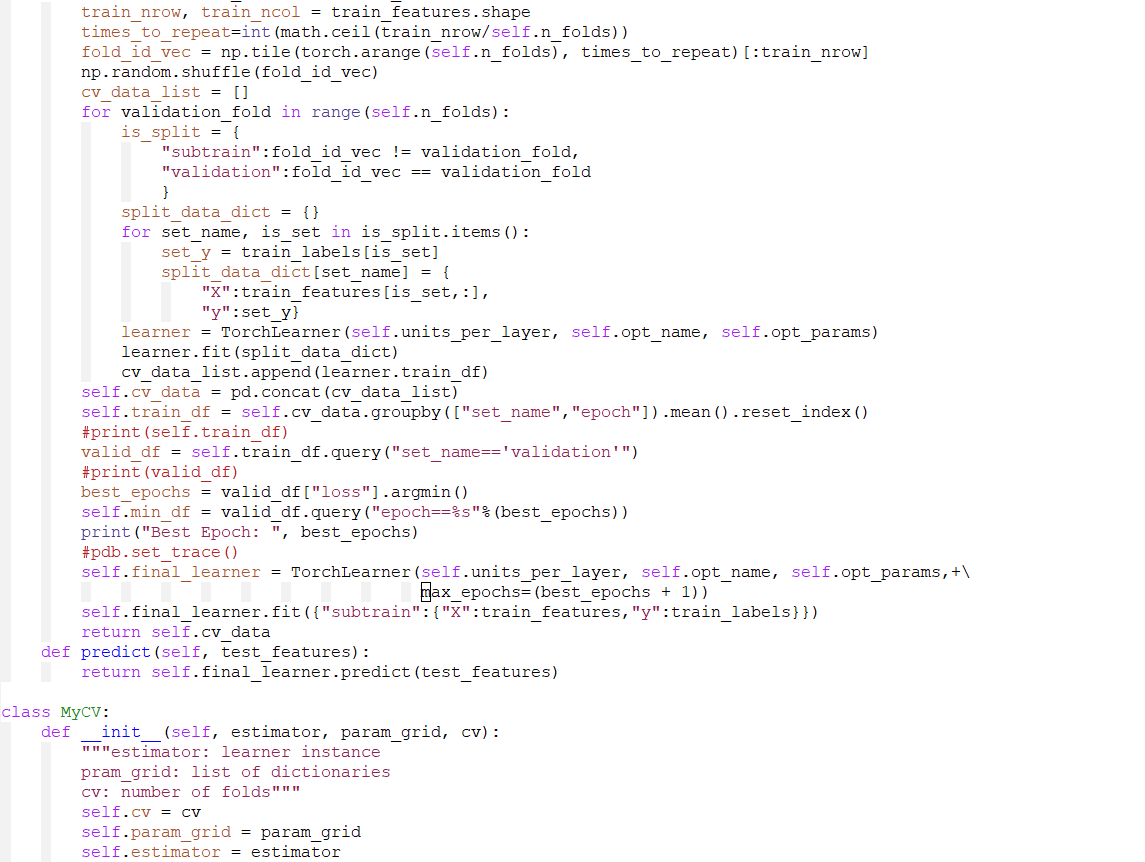 train_nrow, train_ncol = train_features.shape
times_to_repeat=int(math.ceil(train_nrow/self.n_folds))
fold_id_vec = np.tile(torch.arange(self.n_folds), times_to_repeat)[:train_nrow]
np.random.shuffle(fold_id_vec)
cv_data_list = []
for validation_fold in range(self.n_folds):
    is_split = {
        "subtrain":fold_id_vec != validation_fold,
        "validation":fold_id_vec == validation_fold
        }
    split_data_dict = {}
    for set_name, is_set in is_split.items():
        set_y = train_labels[is_set]
        split_data_dict[set_name] = {
            "X":train_features[is_set,:],
            "y":set_y}
    learner = TorchLearner(self.units_per_layer, self.opt_name, self.opt_params)
    learner.fit(split_data_dict)
    cv_data_list.append(learner.train_df)
self.cv_data = pd.concat(cv_data_list)
self.train_df = self.cv_data.groupby(["set_name","epoch"]).mean().reset_index()
#print(self.train_df)
valid_df = self.train_df.query("set_name=='validation'")
#print(valid_df)
best_epochs = valid_df["loss"].argmin()
self.min_df = valid_df.query("epoch==%s"%(best_epochs))
print("Best Epoch: ", best_epochs)
#pdb.set_trace()
self.final_learner = TorchLearner(self.units_per_layer, self.opt_name, self.opt_params,+\
                                  max_epochs=(best_epochs + 1))
self.final_learner.fit({"subtrain":{"X":train_features,"y":train_labels}})
return self.cv_data
def predict(self, test_features):
    return self.final_learner.predict(test_features)
class MyCV:
    def __init__(self, estimator, param_grid, cv):
        """estimator: learner instance
        pram_grid: list of dictionaries
        cv: number of folds"""
        self.cv = cv
        self.param_grid = param_grid
        self.estimator = estimator